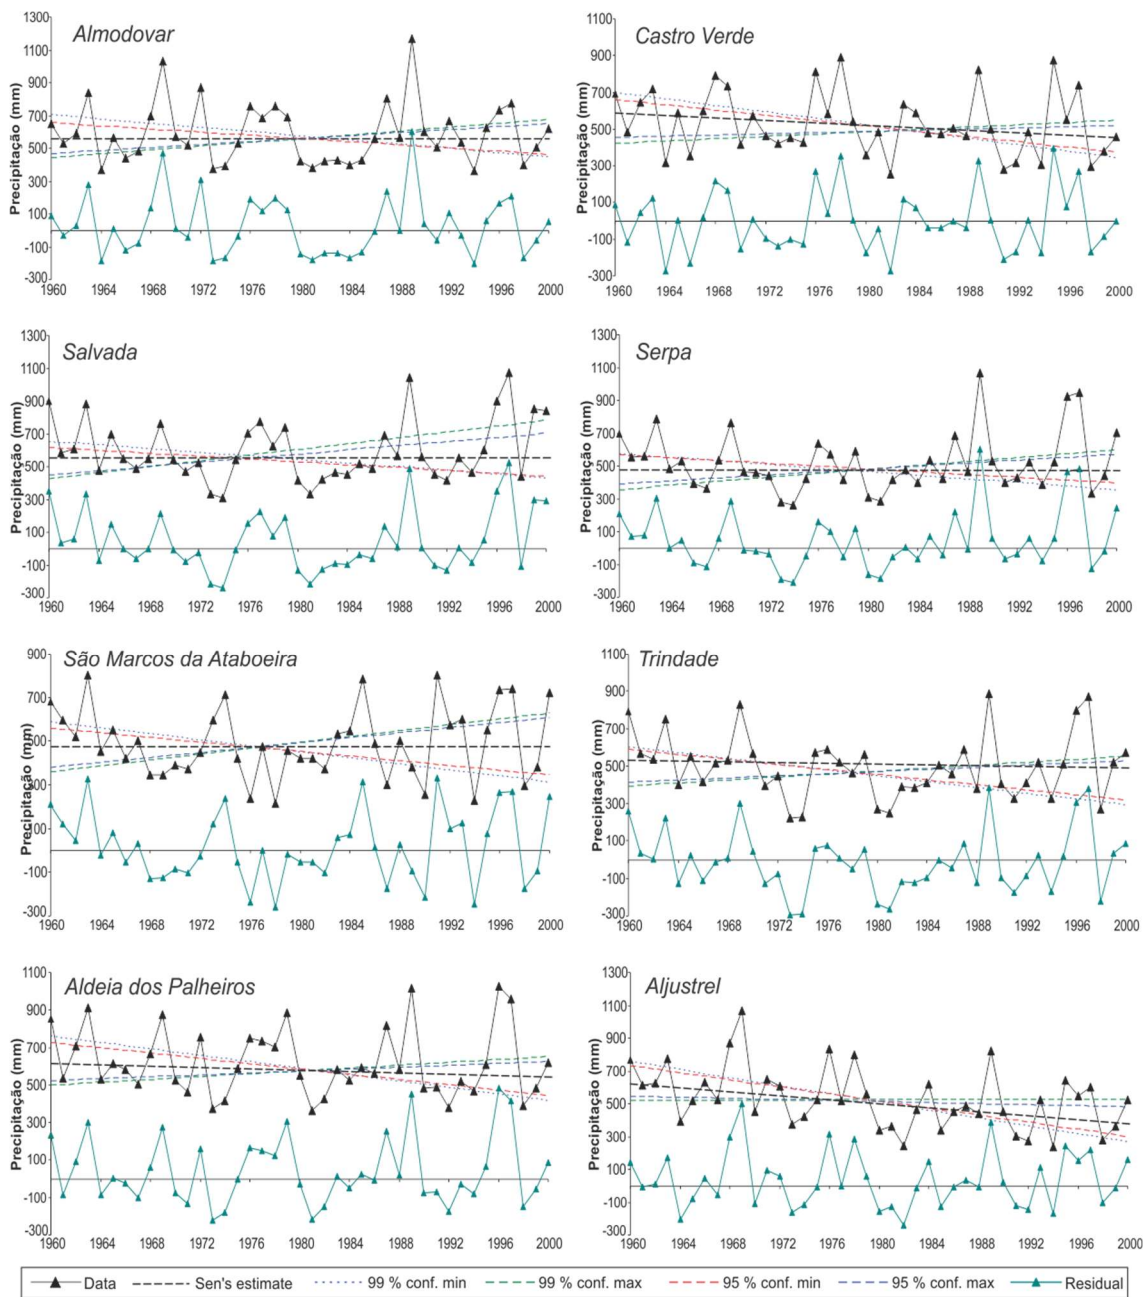 Almodovar
Precipitação (mm)
1300
1100
900
700
500
300
100
-100
-300
1960 1964 1968 1972 1976 1980 1984 1988 1992 1996 2000
Castro Verde
Precipitação (mm)
1100
900
700
500
300
100
-100
-300
1960 1964 1968 1972 1976 1980 1984 1988 1992 1996 2000
Salvada
Precipitação (mm)
1300
1100
900
700
500
300
100
-100
-300
1960 1964 1968 1972 1976 1980 1984 1988 1992 1996 2000
Serpa
Precipitação (mm)
1300
1100
900
700
500
300
100
-100
-300
1960 1964 1968 1972 1976 1980 1984 1988 1992 1996 2000
São Marcos da Ataboeira
Precipitação (mm)
900
700
500
300
100
-100
-300
1960 1964 1968 1972 1976 1980 1984 1988 1992 1996 2000
Trindade
Precipitação (mm)
1100
900
700
500
300
100
-100
-300
1960 1964 1968 1972 1976 1980 1984 1988 1992 1996 2000
Aldeia dos Palheiros
Precipitação (mm)
1100
900
700
500
300
100
-100
-300
1960 1964 1968 1972 1976 1980 1984 1988 1992 1996 2000
Aljustrel
Precipitação (mm)
1300
1100
900
700
500
300
100
-100
-300
1960 1964 1968 1972 1976 1980 1984 1988 1992 1996 2000
Data Sen's estimate 99 % conf. min 99 % conf. max 95 % conf. min 95 % conf. max Residual